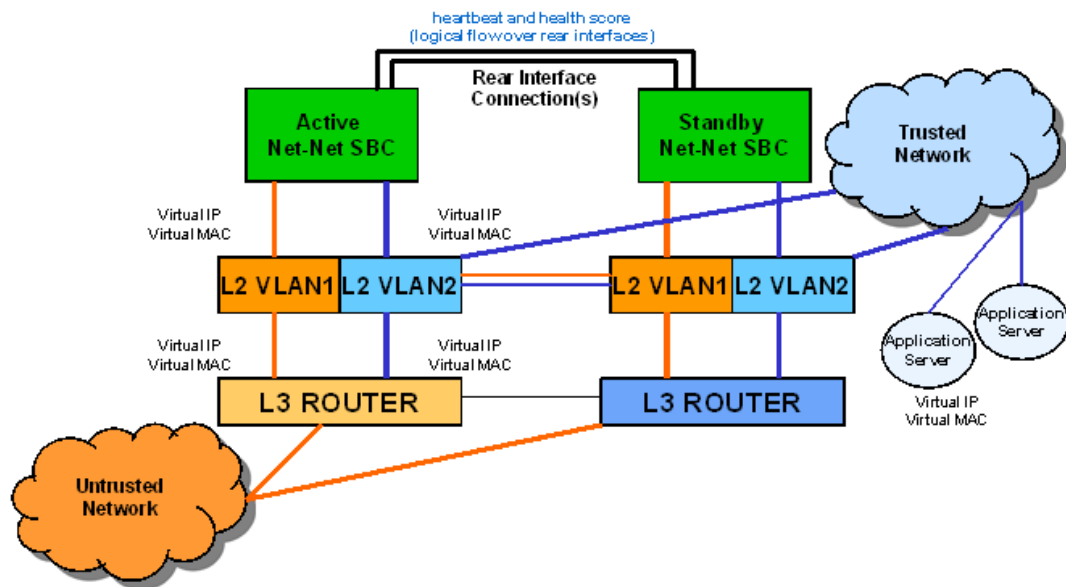 heartbeat and health score
(logical flowover rear interfaces)
Rear Interface
Connection(s)
Active
Net-Net SBC
Standby
Net-Net SBC
Trusted
Network
Virtual IP
Virtual MAC
Virtual IP
Virtual MAC
L2 VLAN1
L2 VLAN2
L2 VLAN1
L2 VLAN2
Application
Server
Application
Server
Virtual IP
Virtual MAC
Virtual IP
Virtual MAC
Virtual IP
Virtual MAC
L3 ROUTER
L3 ROUTER
Untrusted
Network